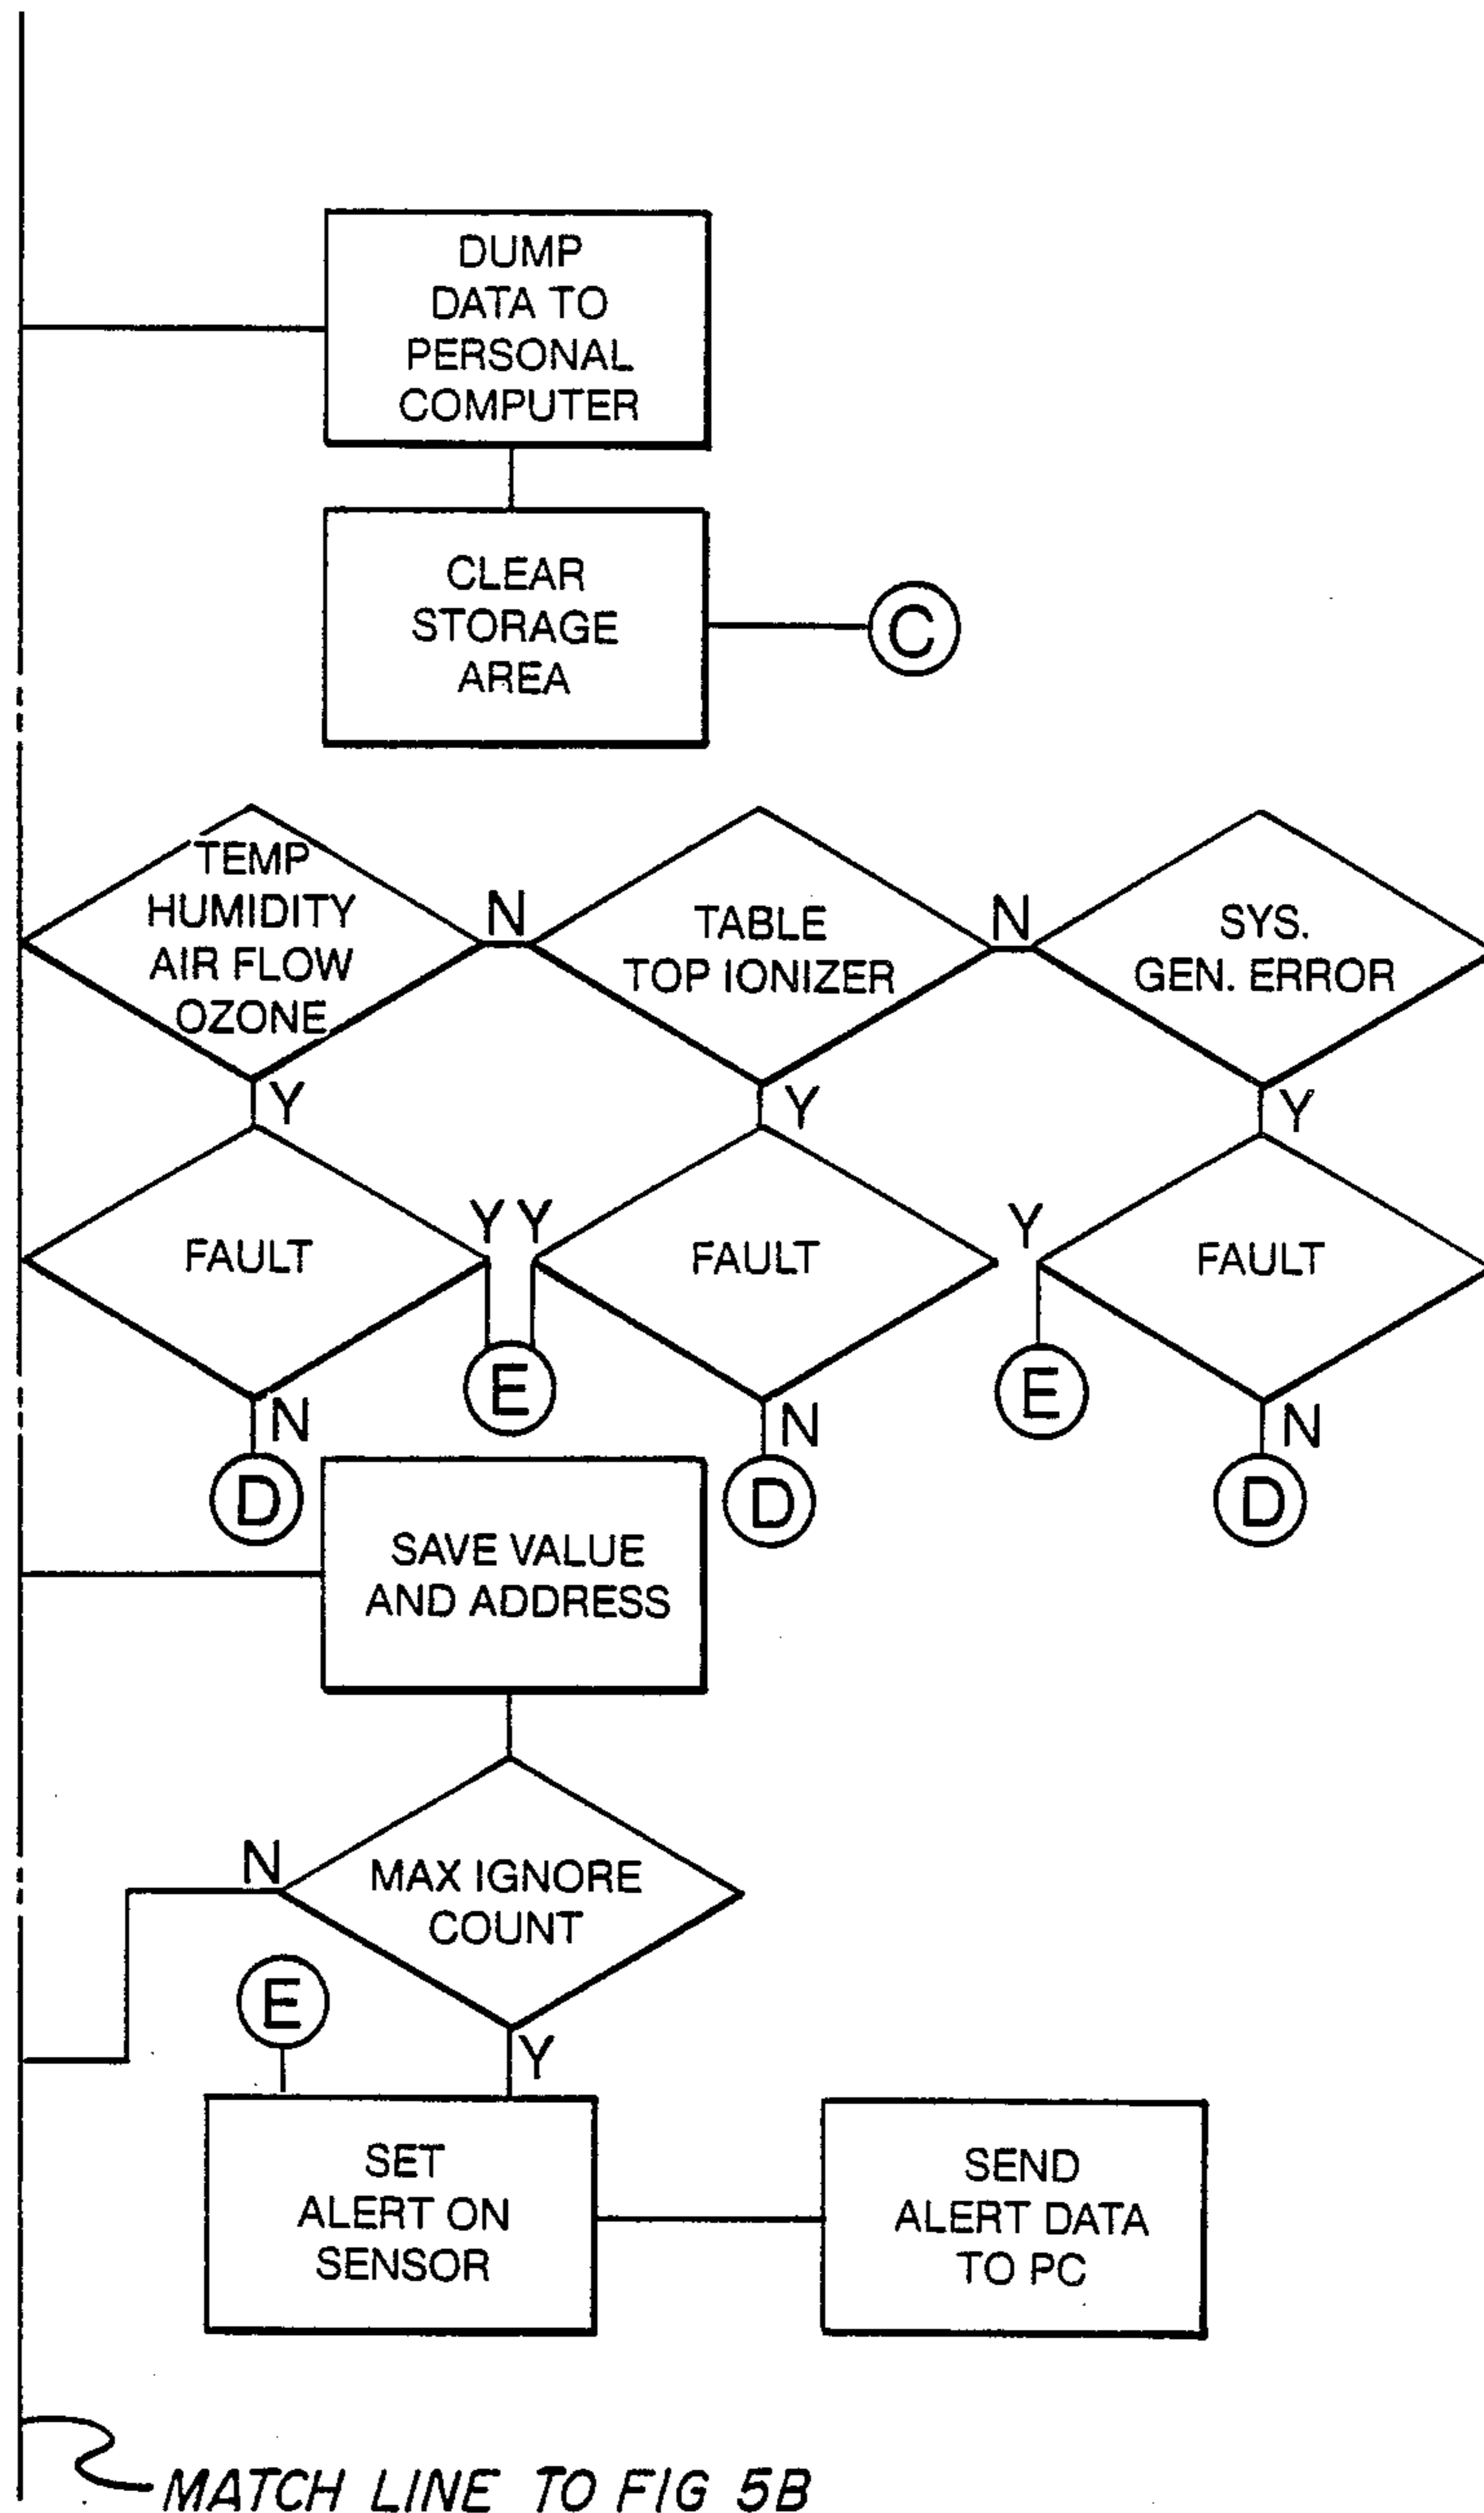 DUMP
DATA TO
PERSONAL
COMPUTER
CLEAR
STORAGE
AREA
C
TEMP
HUMIDITY
AIR FLOW
OZONE
N
TABLE
TOP IONIZER
N
SYS.
GEN. ERROR
Y
Y
Y
FAULT
Y
Y
FAULT
Y
FAULT
E
E
N
N
N
D
D
D
SAVE VALUE
AND ADDRESS
N
MAX IGNORE
COUNT
E
Y
SET
ALERT ON
SENSOR
SEND
ALERT DATA
TO PC
MATCH LINE TO FIG 5B